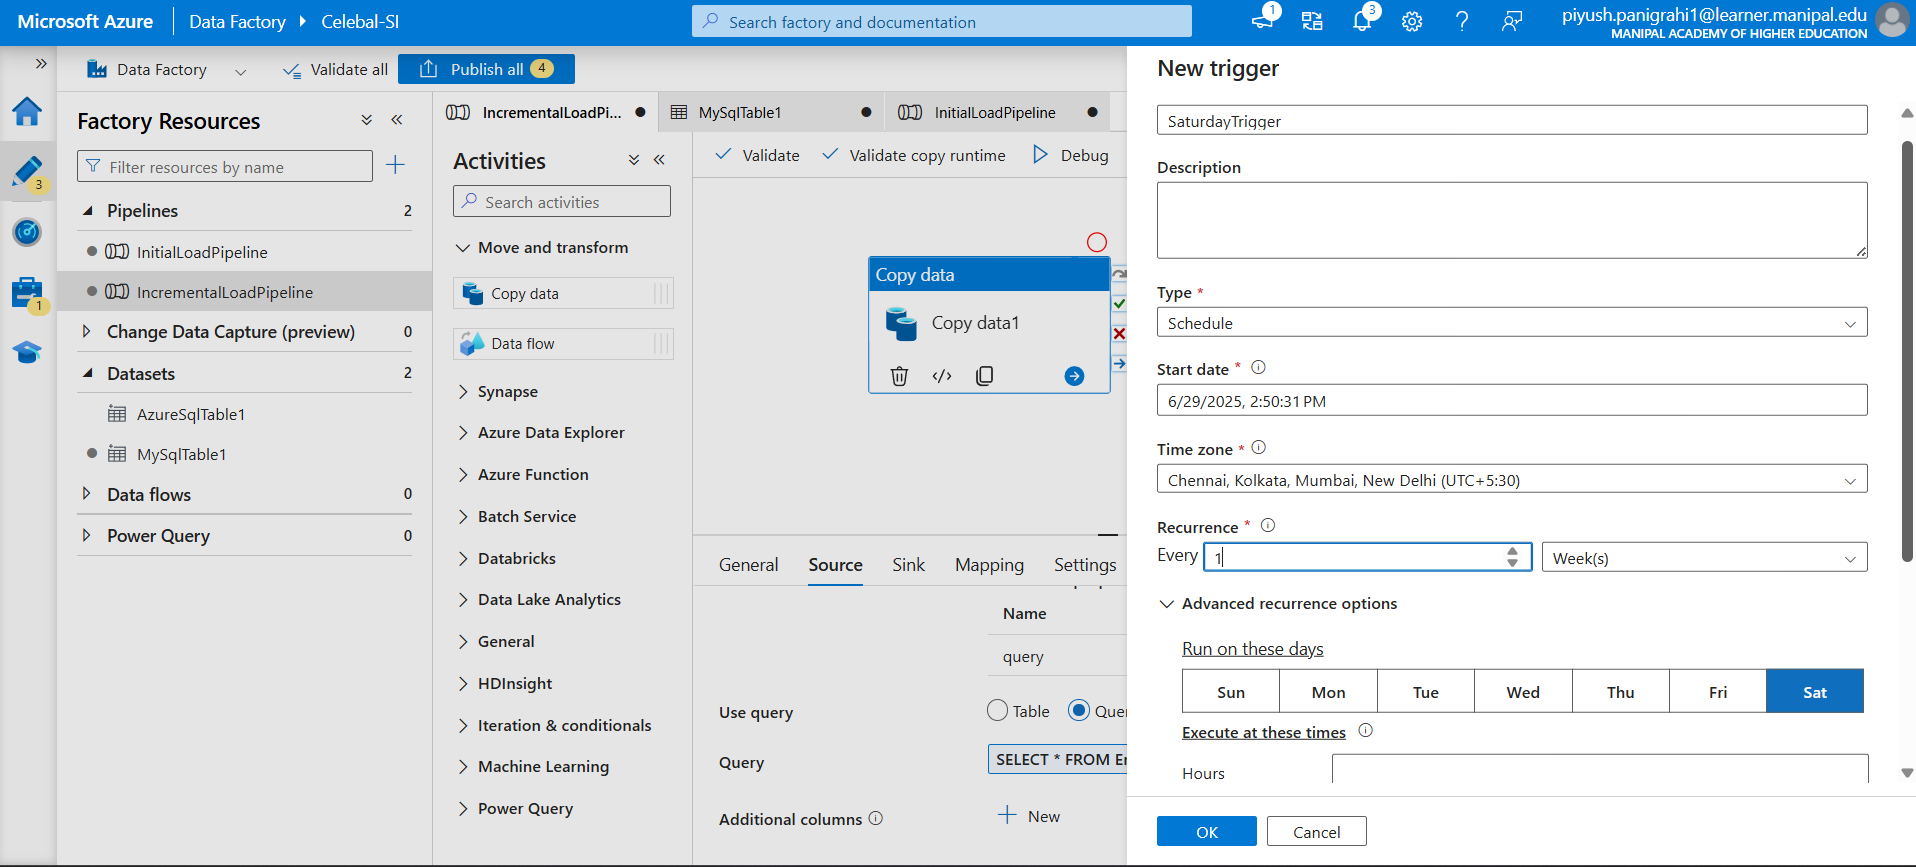 Microsoft Azure
Data Factory
Celebal-SI
Search factory and documentation
1
3
piyush.panigrahi1@learner.manipal.edu
MANIPAL ACADEMY OF HIGHER EDUCATION
Data Factory
Validate all
Publish all
4
3
1
Factory Resources
Filter resources by name
Pipelines
2
InitialLoadPipeline
IncrementalLoadPipeline
Change Data Capture (preview)
0
Datasets
2
AzureSqlTable1
MySqlTable1
Data flows
0
Power Query
0
IncrementalLoadPi...
MySqlTable1
InitialLoadPipeline
Activities
Search activities
Move and transform
Copy data
Data flow
Synapse
Azure Data Explorer
Azure Function
Batch Service
Databricks
Data Lake Analytics
General
HDInsight
Iteration & conditionals
Machine Learning
Power Query
Validate
Validate copy runtime
Debug
Copy data
Copy data1
General
Source
Sink
Mapping
Settings
Name
query
Use query
Table
Quer
Query
SELECT * FROM
Additional columns
New
New trigger
SaturdayTrigger
Description
Type *
Schedule
Start date *
6/29/2025, 2:50:31 PM
Time zone *
Chennai, Kolkata, Mumbai, New Delhi (UTC+5:30)
Recurrence *
Every
1
Week(s)
Advanced recurrence options
Run on these days
Sun
Mon
Tue
Wed
Thu
Fri
Sat
Execute at these times
Hours
OK
Cancel